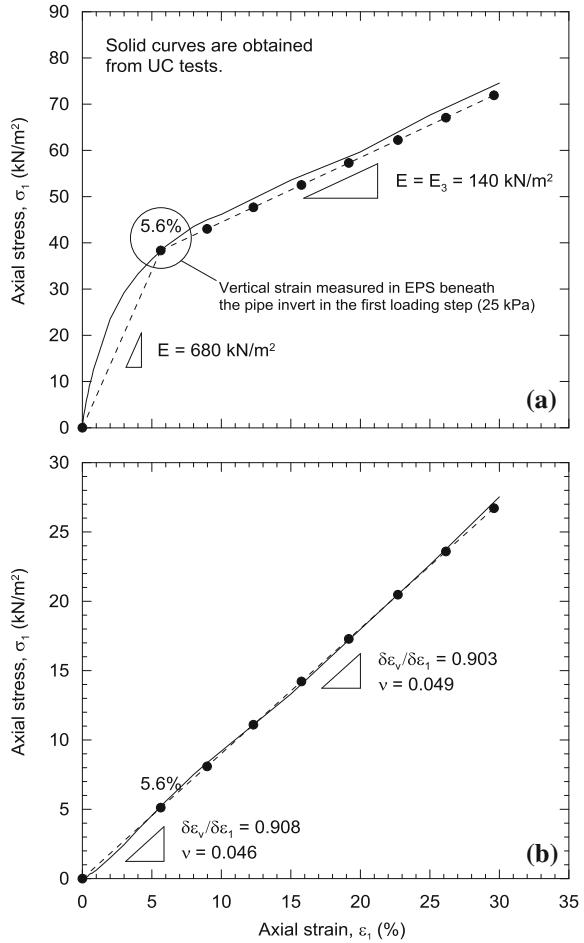 90
80
70
60
50
40
30
20
10
0
Axial stress, σ₁ (kN/m²)
Solid curves are obtained
from UC tests.
5.6%
E = E₃ = 140 kN/m²
Vertical strain measured in EPS beneath
the pipe invert in the first loading step (25 kPa)
E = 680 kN/m²
(a)
30
25
20
15
10
5
0
Axial stress, σ₁ (kN/m²)
δεᵥ/δε₁ = 0.903
ν = 0.049
5.6%
δεᵥ/δε₁ = 0.908
ν = 0.046
(b)
0 5 10 15 20 25 30 35
Axial strain, ε₁ (%)